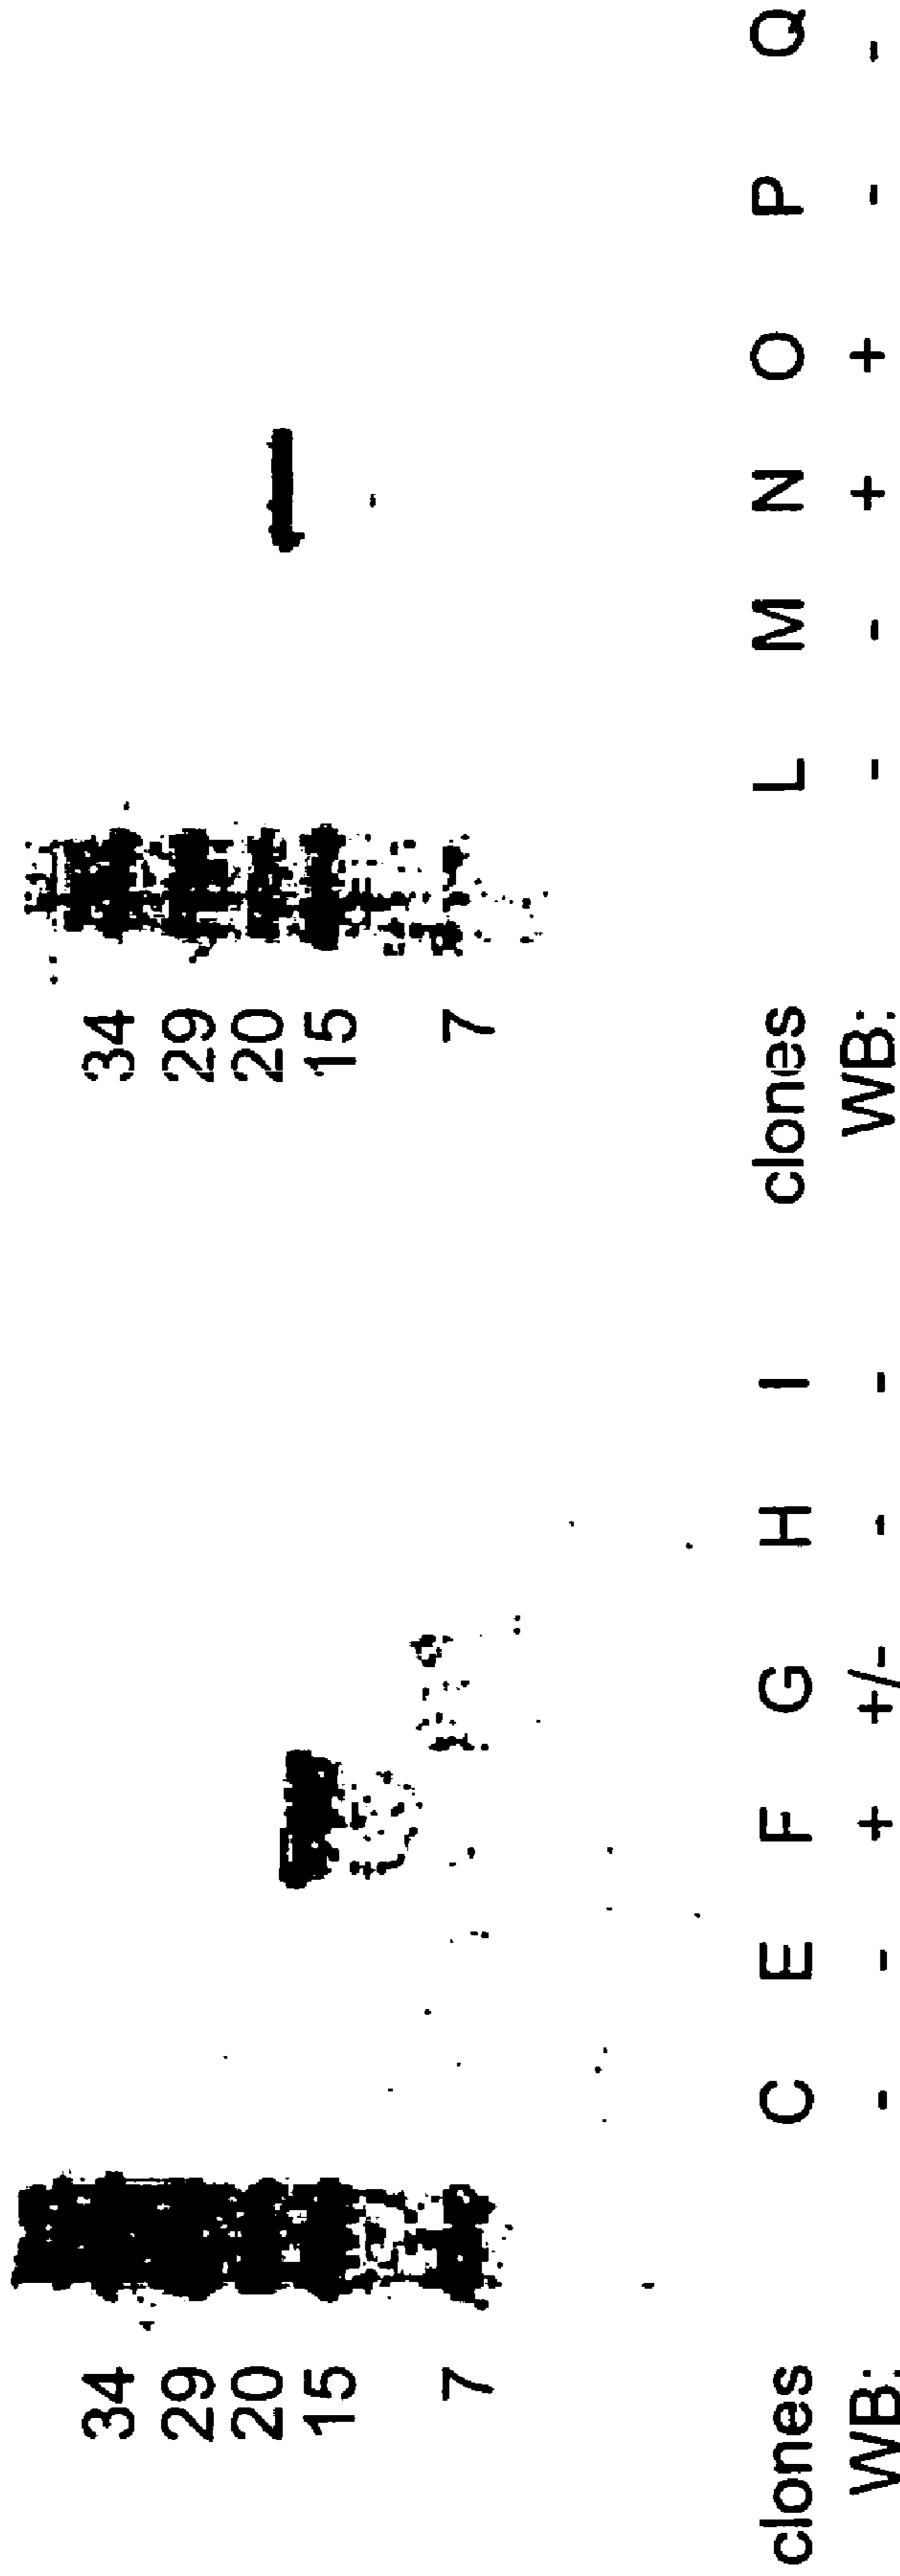 34
29
20
15
7
clones C E F G H I
WB: - - + +/- - -
34
29
20
15
7
clones L M N O P Q
WB: - - + + - -